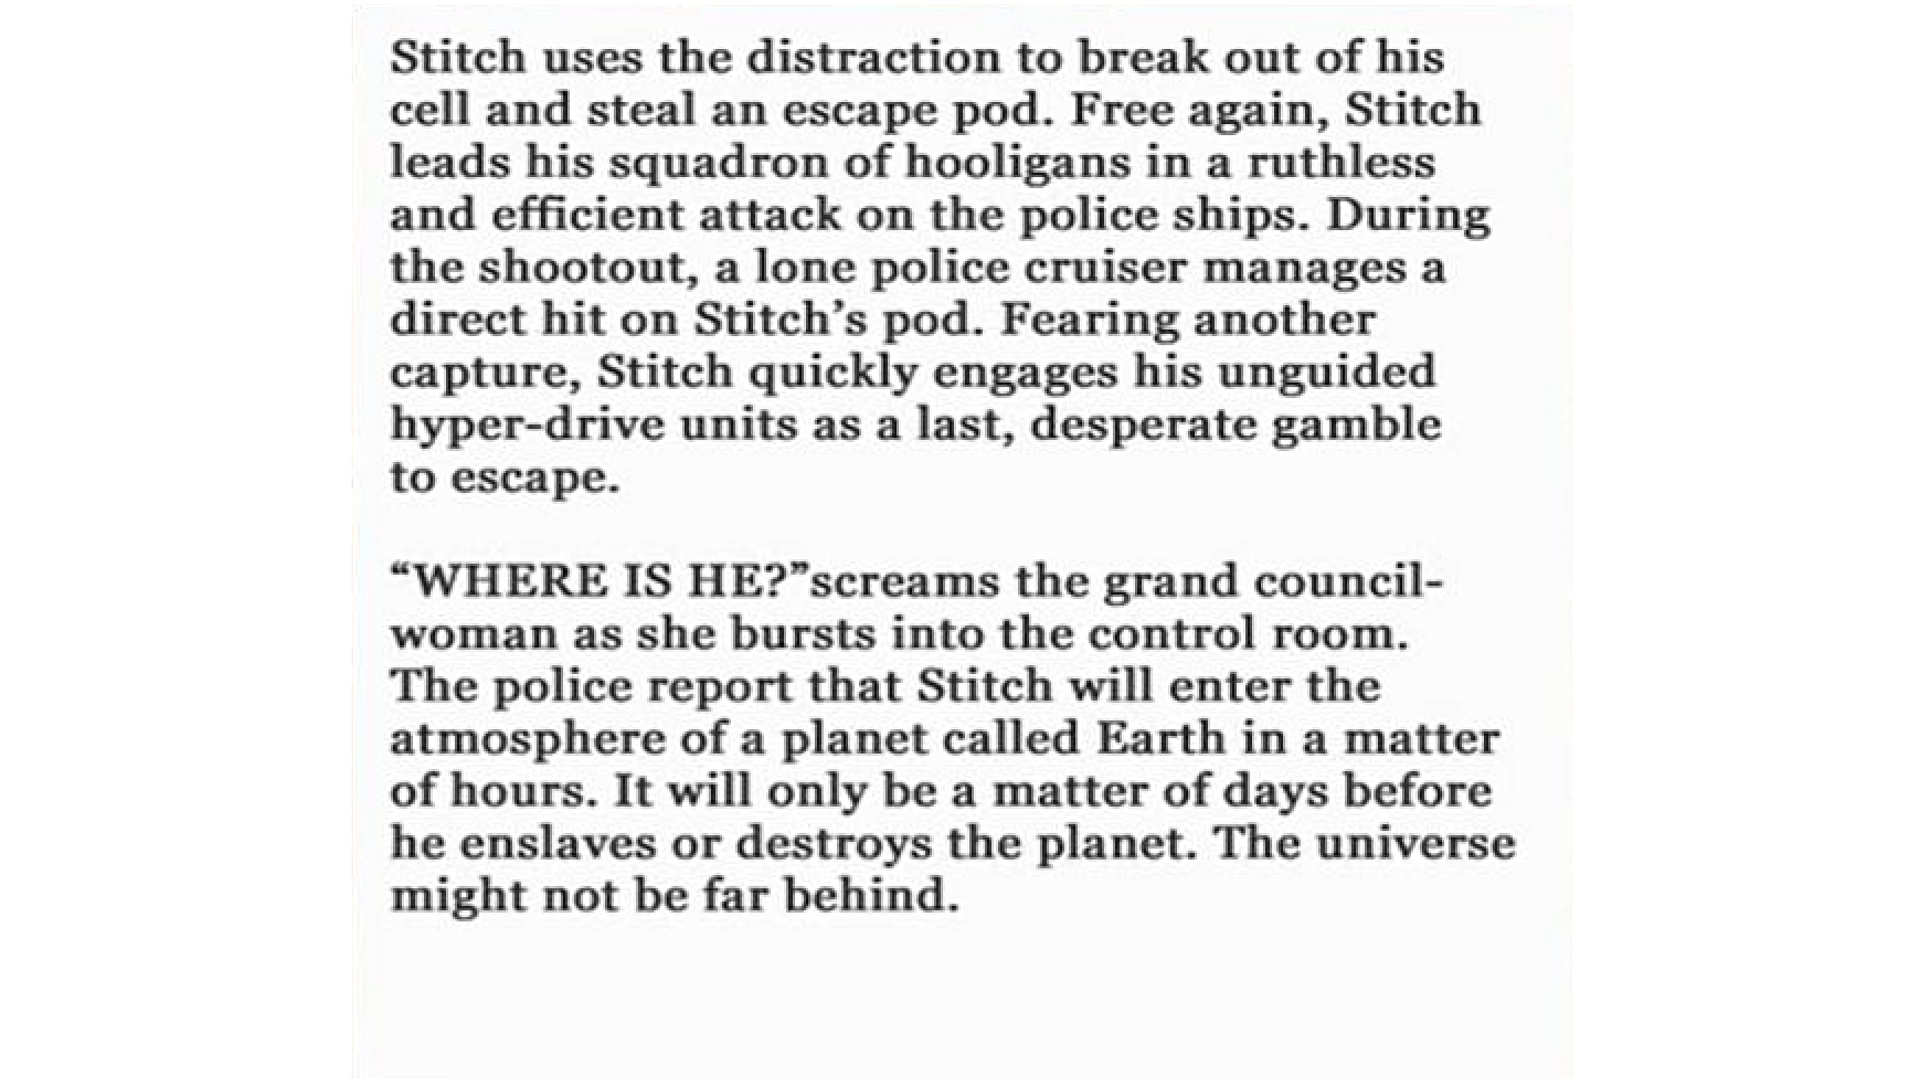 Stitch uses the distraction to break out of his
cell and steal an escape pod. Free again, Stitch
leads his squadron of hooligans in a ruthless
and efficient attack on the police ships. During
the shootout, a lone police cruiser manages a
direct hit on Stitch’s pod. Fearing another
capture, Stitch quickly engages his unguided
hyper-drive units as a last, desperate gamble
to escape.
“WHERE IS HE?”screams the grand council-
woman as she bursts into the control room.
The police report that Stitch will enter the
atmosphere of a planet called Earth in a matter
of hours. It will only be a matter of days before
he enslaves or destroys the planet. The universe
might not be far behind.